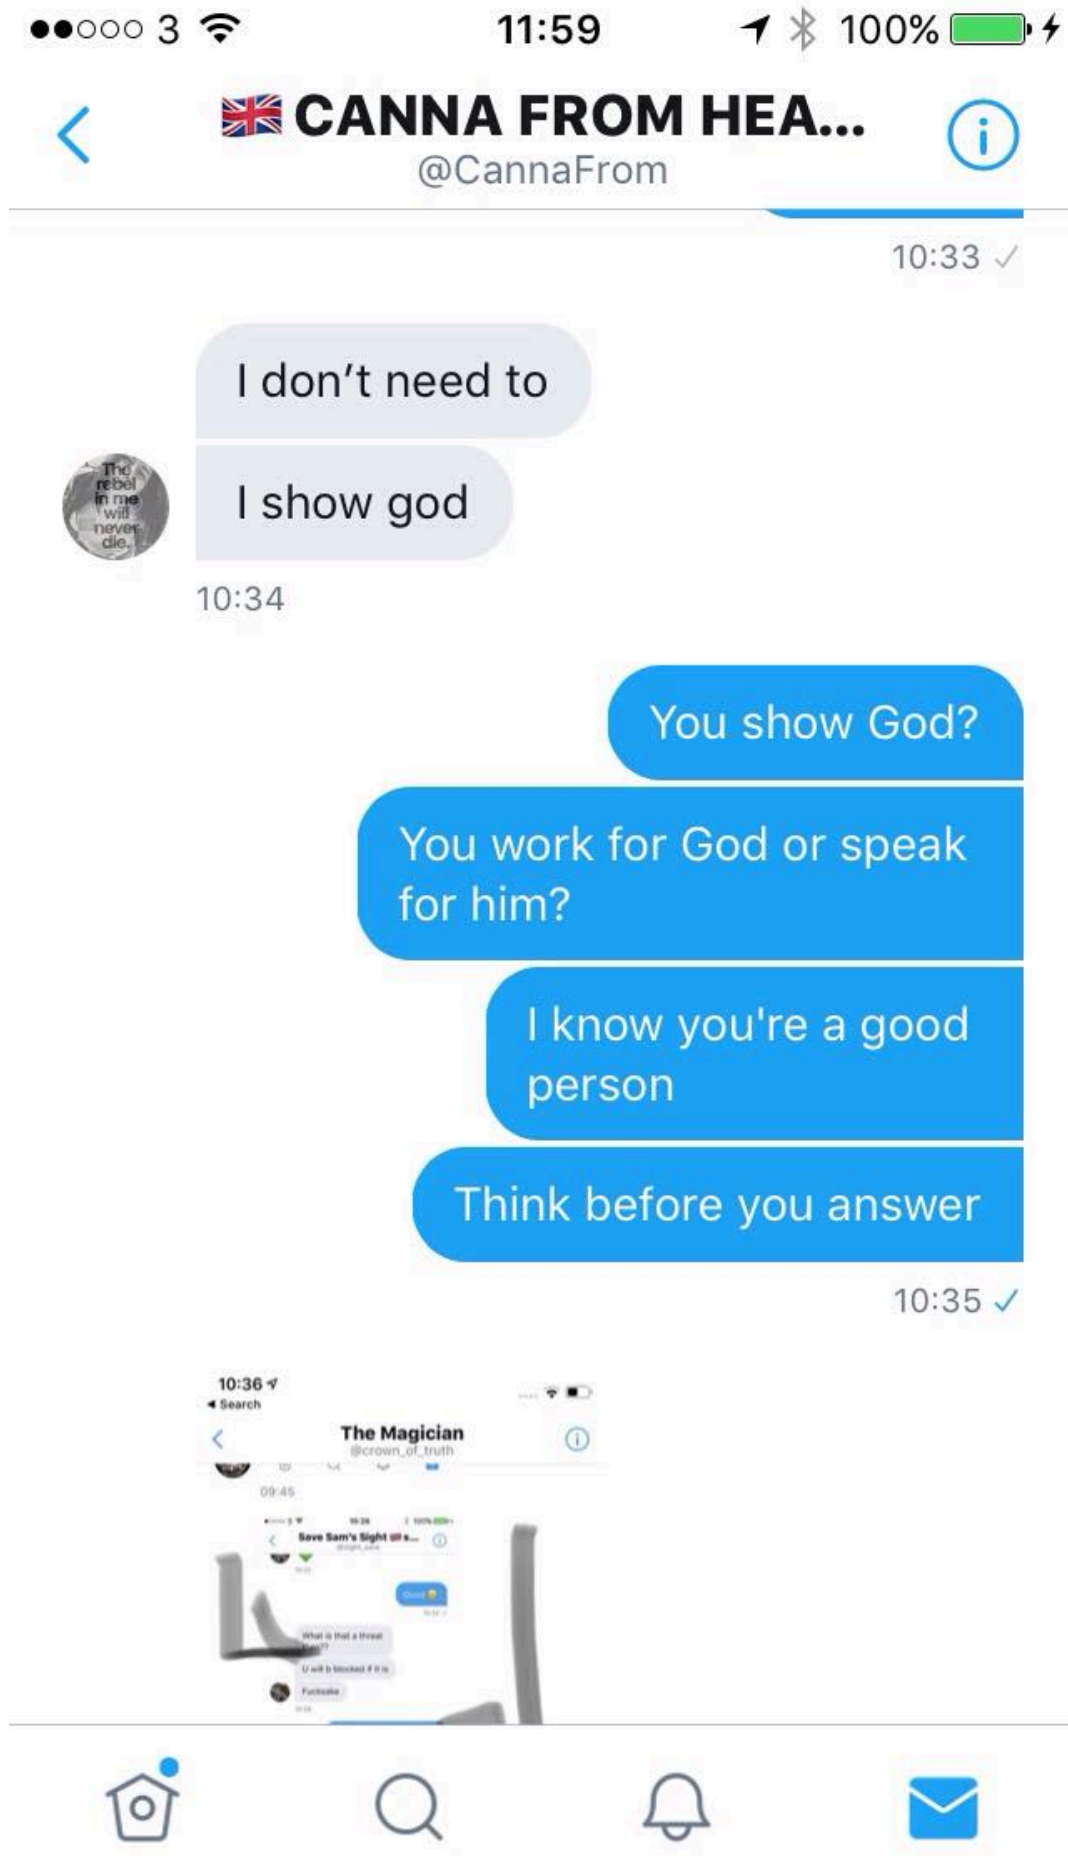 3 11:59 100%
🇬🇧 CANNA FROM HEA...
@CannaFrom
10:33 ✓
I don’t need to
I show god
The
rebel
in me
will
never
die.
10:34
You show God?
You work for God or speak
for him?
I know you're a good
person
Think before you answer
10:35 ✓
10:36
Search
The Magician
@crown_of_truth
09:45
100%
Save Sam's Sight 🇬🇧 s...
Good
What is that a threat
U will b blocked if it is
Fucksake